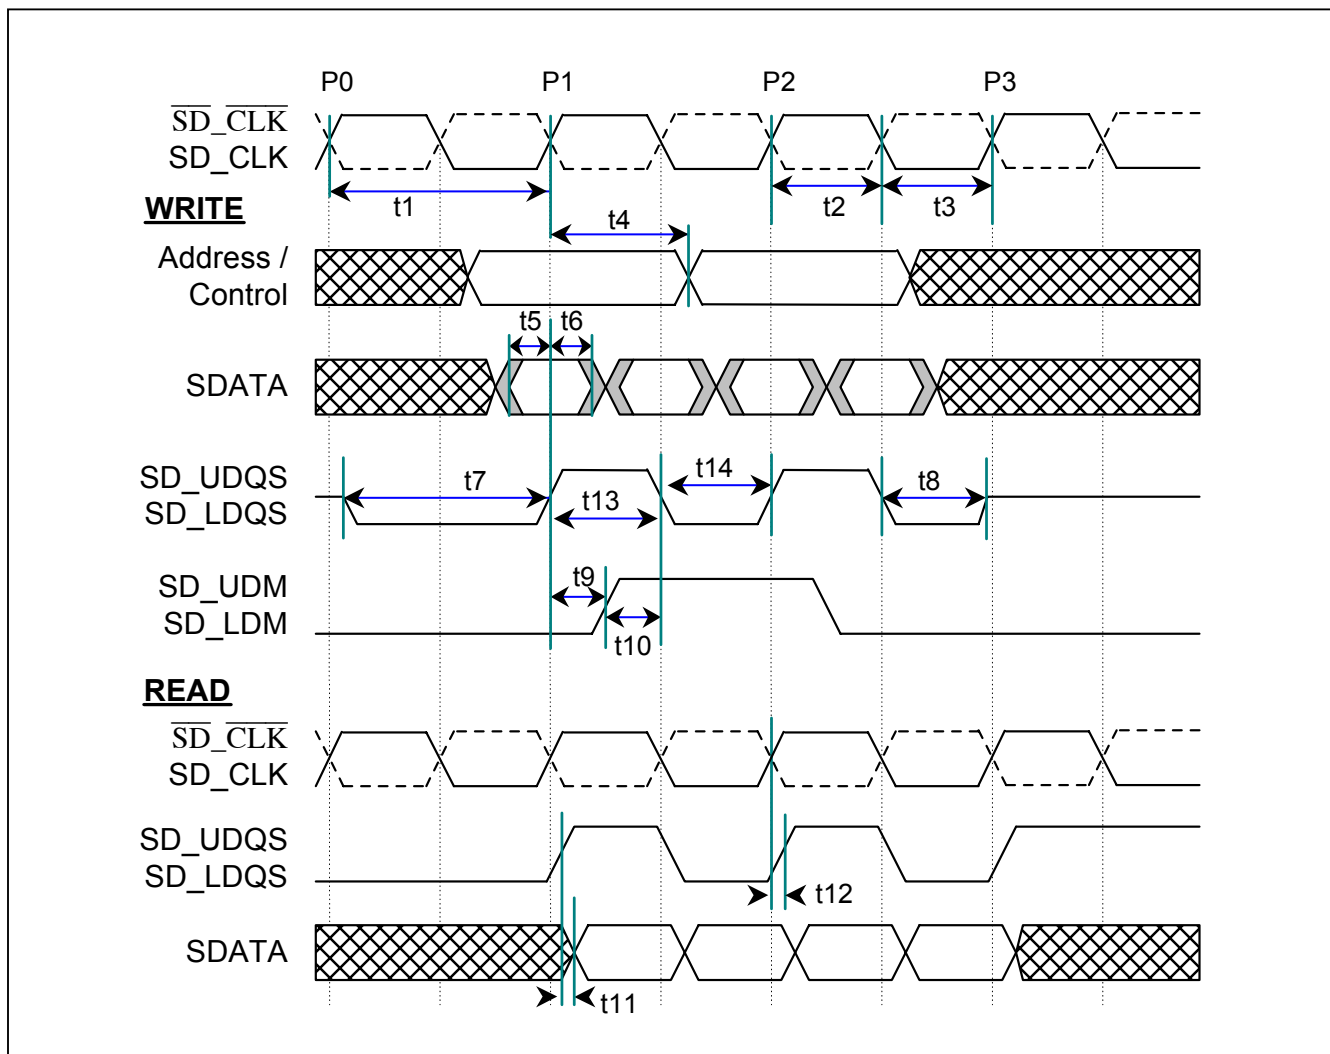 P0 P1 P2 P3
SD_CLK
SD_CLK
t1 t2 t3
WRITE
t4
Address /
Control
t5 t6
SDATA
SD_UDQS
SD_LDQS
t7 t13 t14 t8
SD_UDM
SD_LDM
t9
t10
READ
SD_CLK
SD_CLK
SD_UDQS
SD_LDQS
t12
SDATA
t11